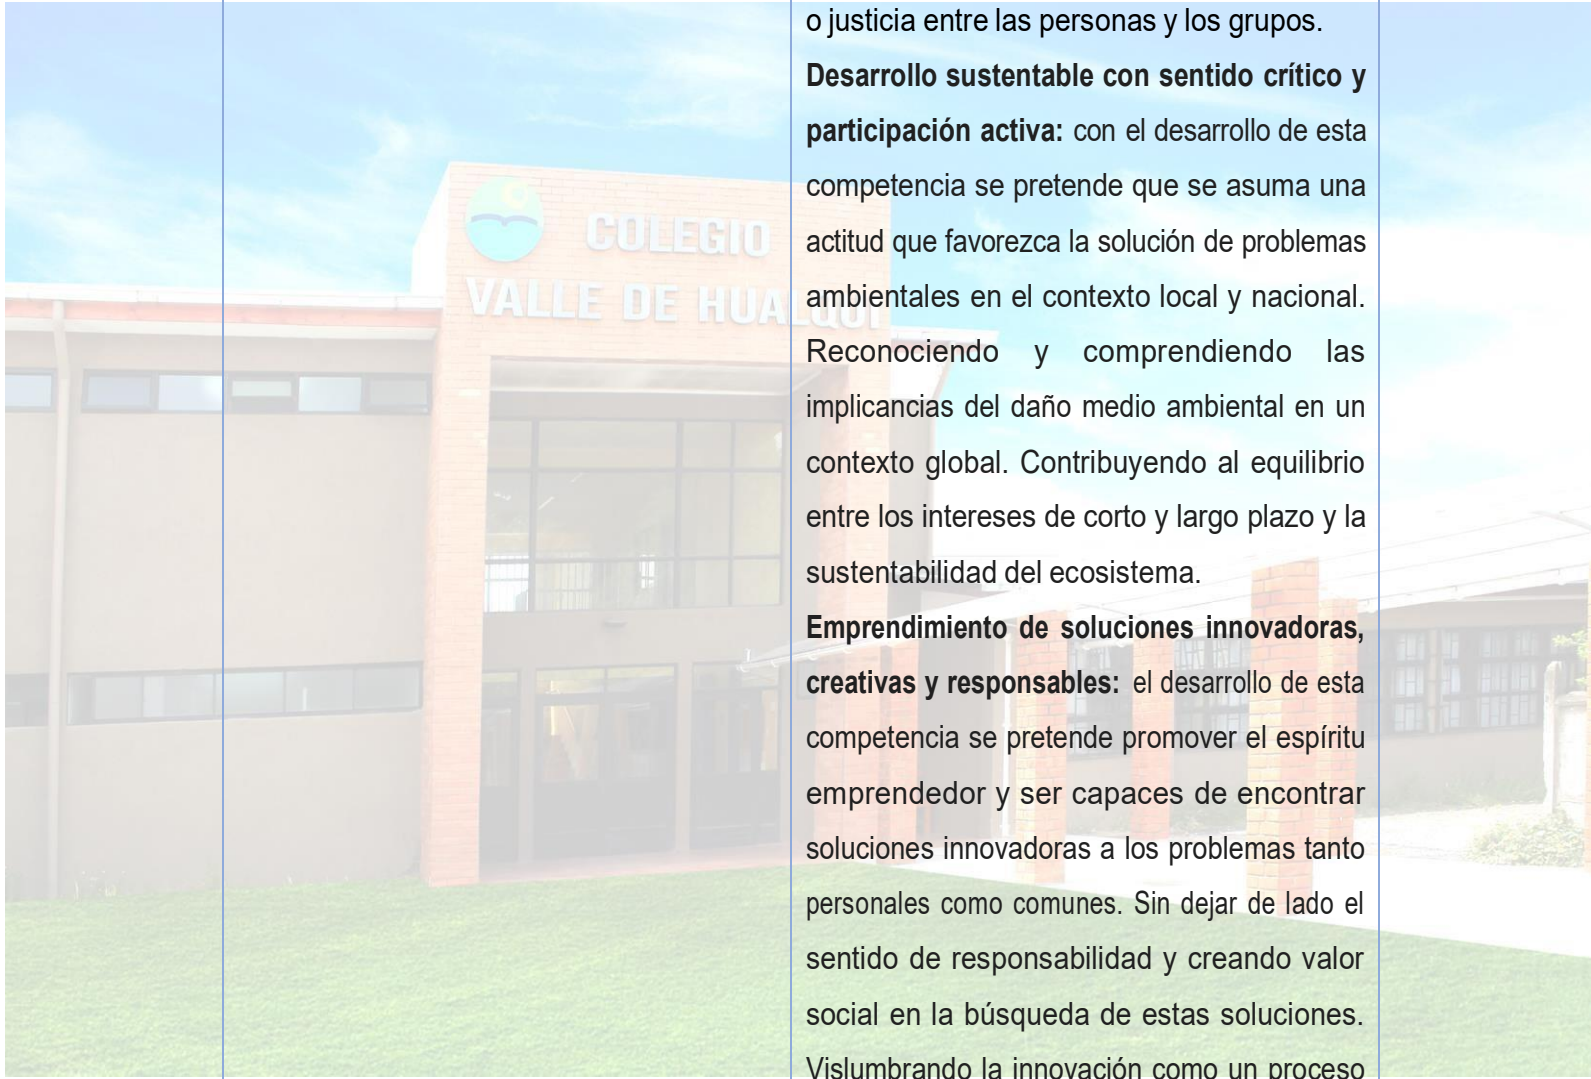 o justicia entre las personas y los grupos.
Desarrollo sustentable con sentido crítico y
participación activa: con el desarrollo de esta
competencia se pretende que se asuma una
actitud que favorezca la solución de problemas
ambientales en el contexto local y nacional.
Reconociendo y comprendiendo las
implicancias del daño medio ambiental en un
contexto global. Contribuyendo al equilibrio
entre los intereses de corto y largo plazo y la
sustentabilidad del ecosistema.
Emprendimiento de soluciones innovadoras,
creativas y responsables: el desarrollo de esta
competencia se pretende promover el espíritu
emprendedor y ser capaces de encontrar
soluciones innovadoras a los problemas tanto
personales como comunes. Sin dejar de lado el
sentido de responsabilidad y creando valor
social en la búsqueda de estas soluciones.
Vislumbrando la innovación como un proceso
COLEGIO
VALLE DE HUALQUI